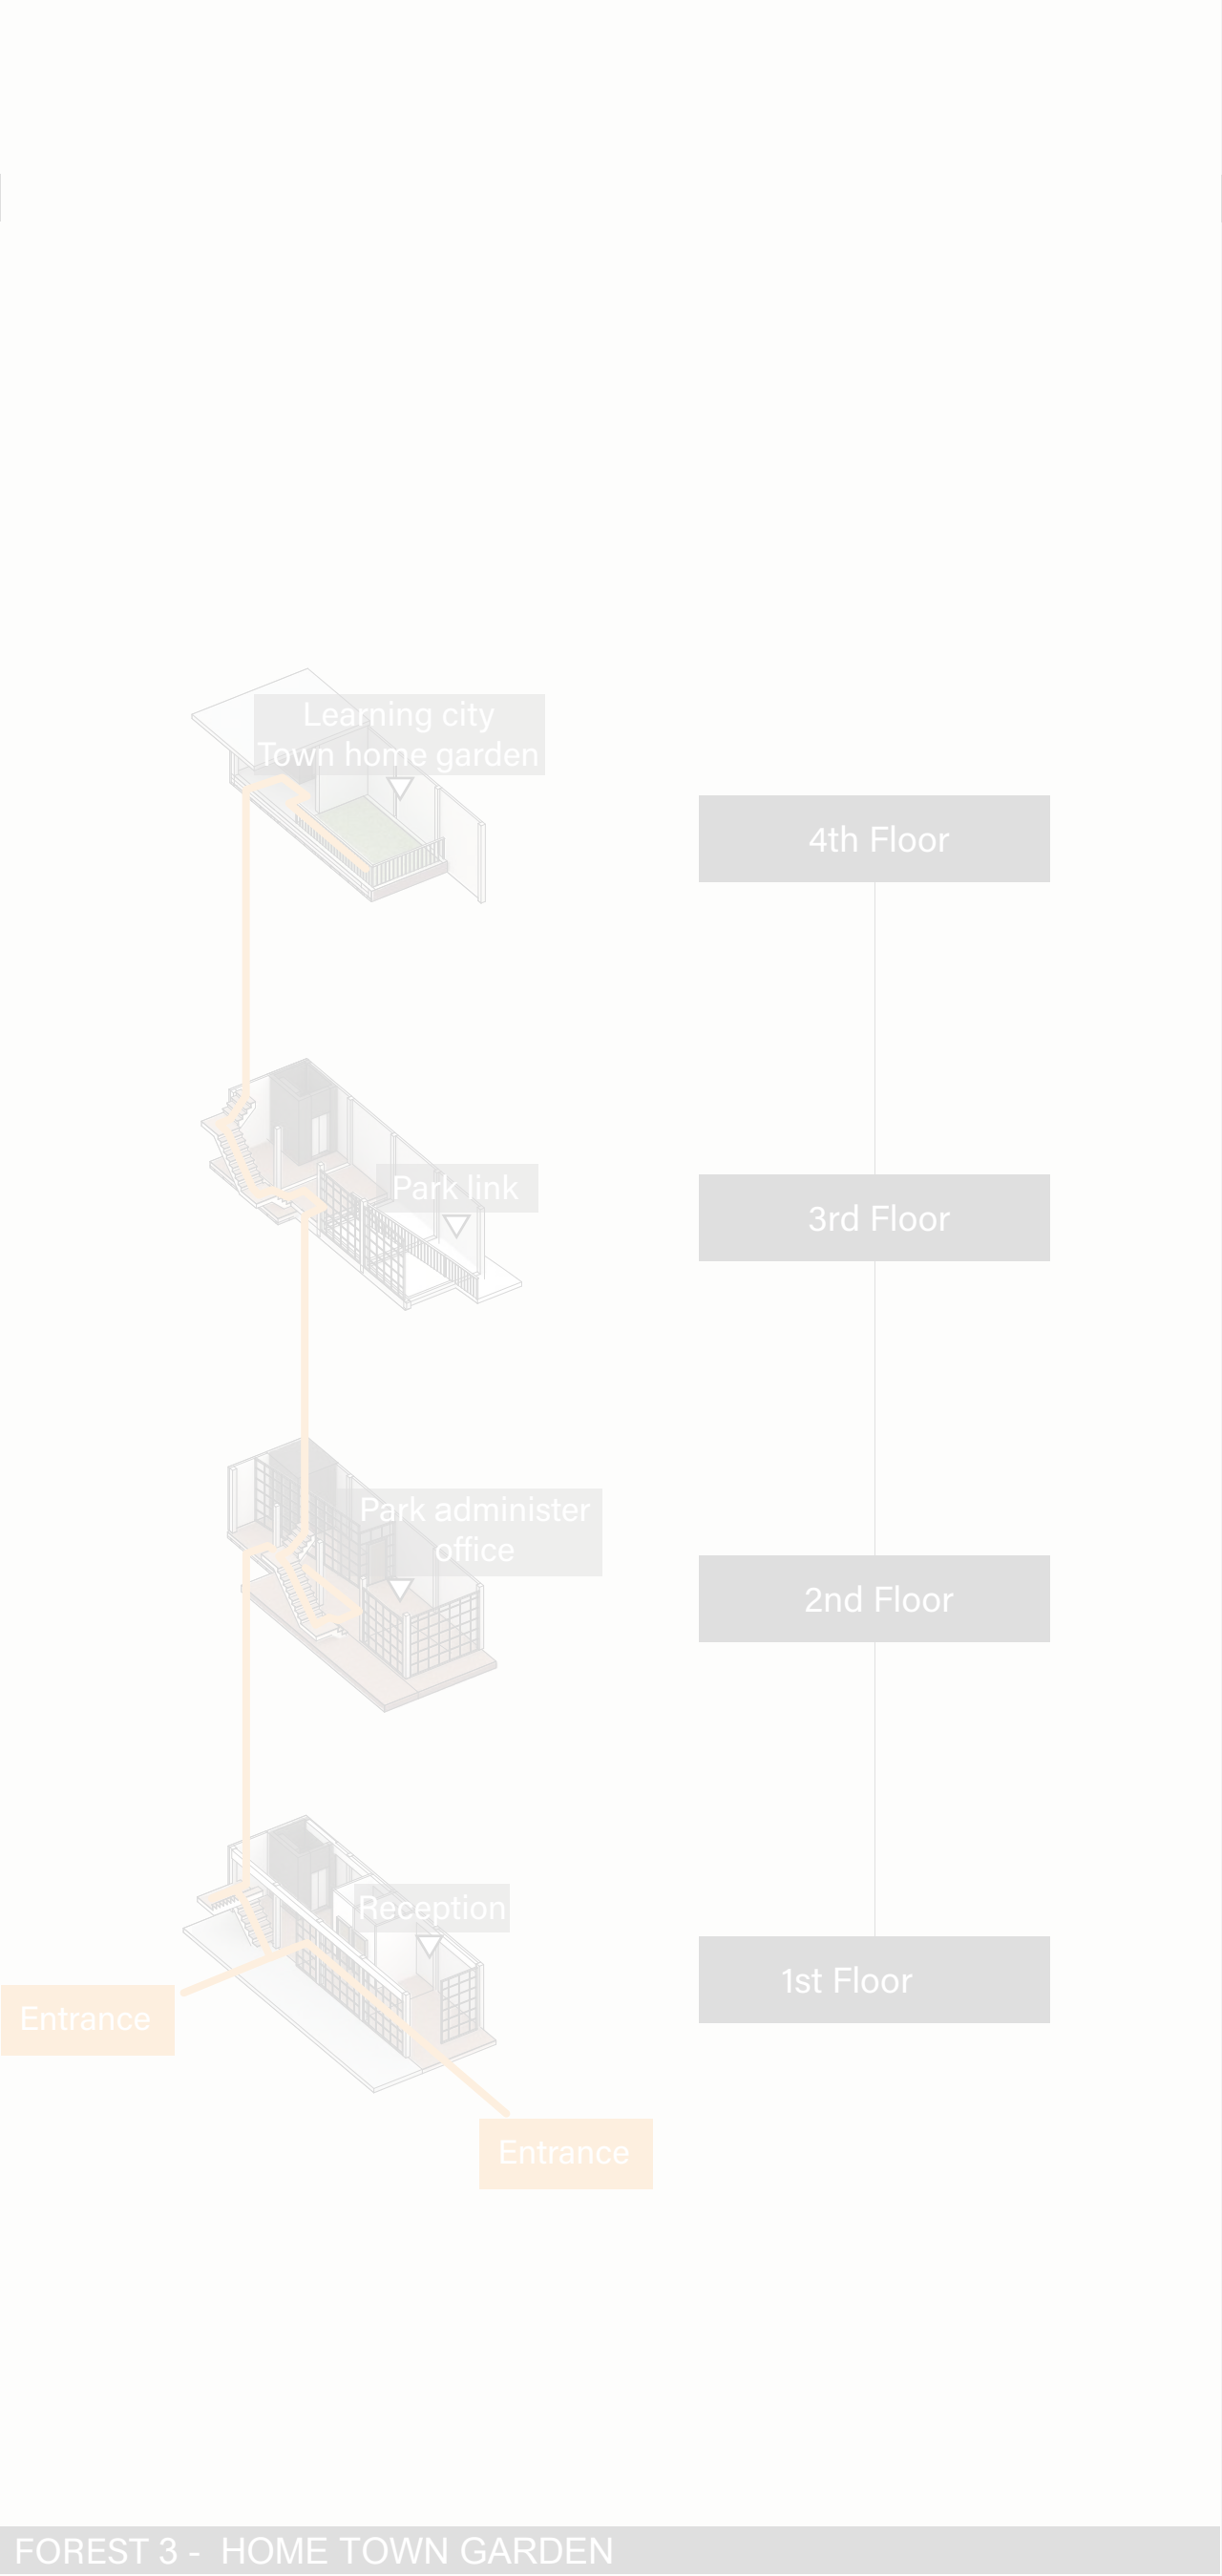 Learning city
Town home garden
4th Floor
Park link
3rd Floor
Park administer
office
2nd Floor
Reception
1st Floor
Entrance
Entrance
FOREST 3 - HOME TOWN GARDEN